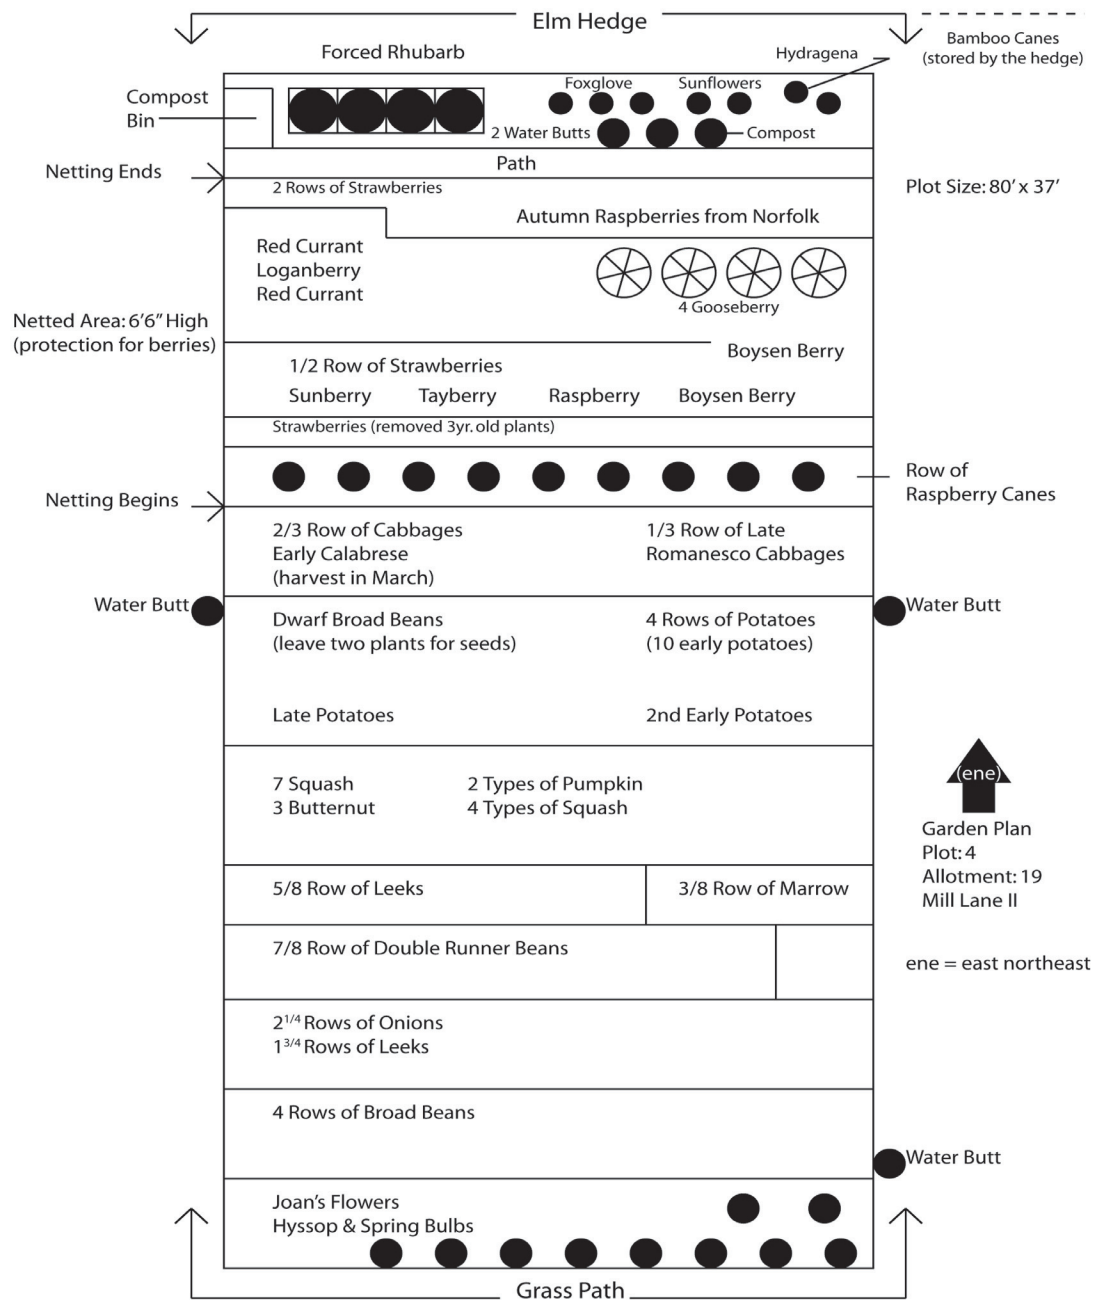 Elm Hedge
Bamboo Canes
(stored by the hedge)
Forced Rhubarb
Hydragena
Foxglove
Sunflowers
Compost
Bin
2 Water Butts
Compost
Path
Netting Ends
2 Rows of Strawberries
Plot Size: 80' x 37'
Autumn Raspberries from Norfolk
Red Currant
Loganberry
Red Currant
4 Gooseberry
Netted Area: 6'6" High
(protection for berries)
Boysen Berry
1/2 Row of Strawberries
Sunberry Tayberry Raspberry Boysen Berry
Strawberries (removed 3yr. old plants)
Row of
Raspberry Canes
Netting Begins
2/3 Row of Cabbages
Early Calabrese
(harvest in March)
1/3 Row of Late
Romanesco Cabbages
Water Butt
Water Butt
Dwarf Broad Beans
(leave two plants for seeds)
4 Rows of Potatoes
(10 early potatoes)
Late Potatoes
2nd Early Potatoes
7 Squash
3 Butternut
2 Types of Pumpkin
4 Types of Squash
(ene)
Garden Plan
Plot: 4
Allotment: 19
Mill Lane II
5/8 Row of Leeks
3/8 Row of Marrow
7/8 Row of Double Runner Beans
ene = east northeast
2 1/4 Rows of Onions
1 3/4 Rows of Leeks
4 Rows of Broad Beans
Water Butt
Joan's Flowers
Hyssop & Spring Bulbs
Grass Path